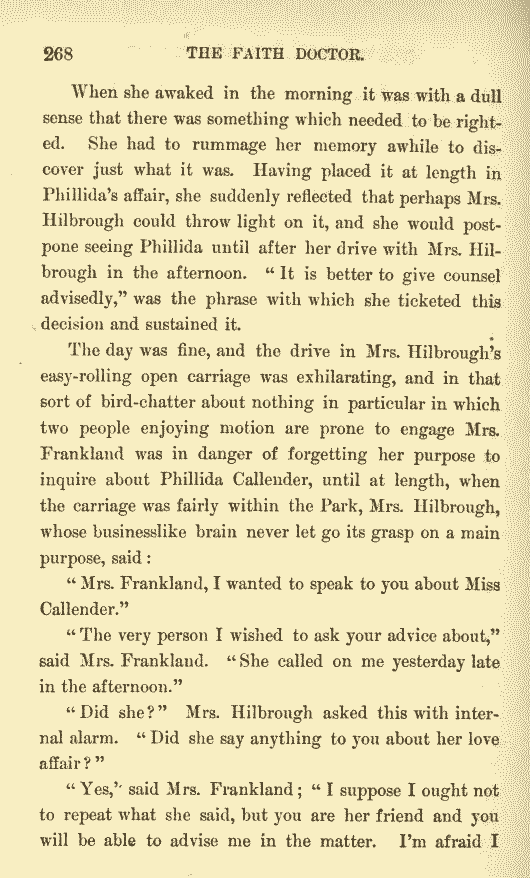 268 THE FAITH DOCTOR.
When she awaked in the morning it was with a dull
sense that there was something which needed to be right-
ed. She had to rummage her memory awhile to dis-
cover just what it was. Having placed it at length in
Phillida's affair, she suddenly reflected that perhaps Mrs.
Hilbrough could throw light on it, and she would post-
pone seeing Phillida until after her drive with Mrs. Hil-
brough in the afternoon. “ It is better to give counsel
advisedly,” was the phrase with which she ticketed this
decision and sustained it.
The day was fine, and the drive in Mrs. Hilbrough's
easy-rolling open carriage was exhilarating, and in that
sort of bird-chatter about nothing in particular in which
two people enjoying motion are prone to engage Mrs.
Frankland was in danger of forgetting her purpose to
inquire about Phillida Callender, until at length, when
the carriage was fairly within the Park, Mrs. Hilbrough,
whose businesslike brain never let go its grasp on a main
purpose, said :
“ Mrs. Frankland, I wanted to speak to you about Miss
Callender.”
“ The very person I wished to ask your advice about,”
said Mrs. Frankland. “ She called on me yesterday late
in the afternoon.”
“ Did she ? ” Mrs. Hilbrough asked this with inter-
nal alarm. “ Did she say anything to you about her love
affair ? ”
“ Yes,” said Mrs. Frankland ; “ I suppose I ought not
to repeat what she said, but you are her friend and you
will be able to advise me in the matter. I'm afraid I